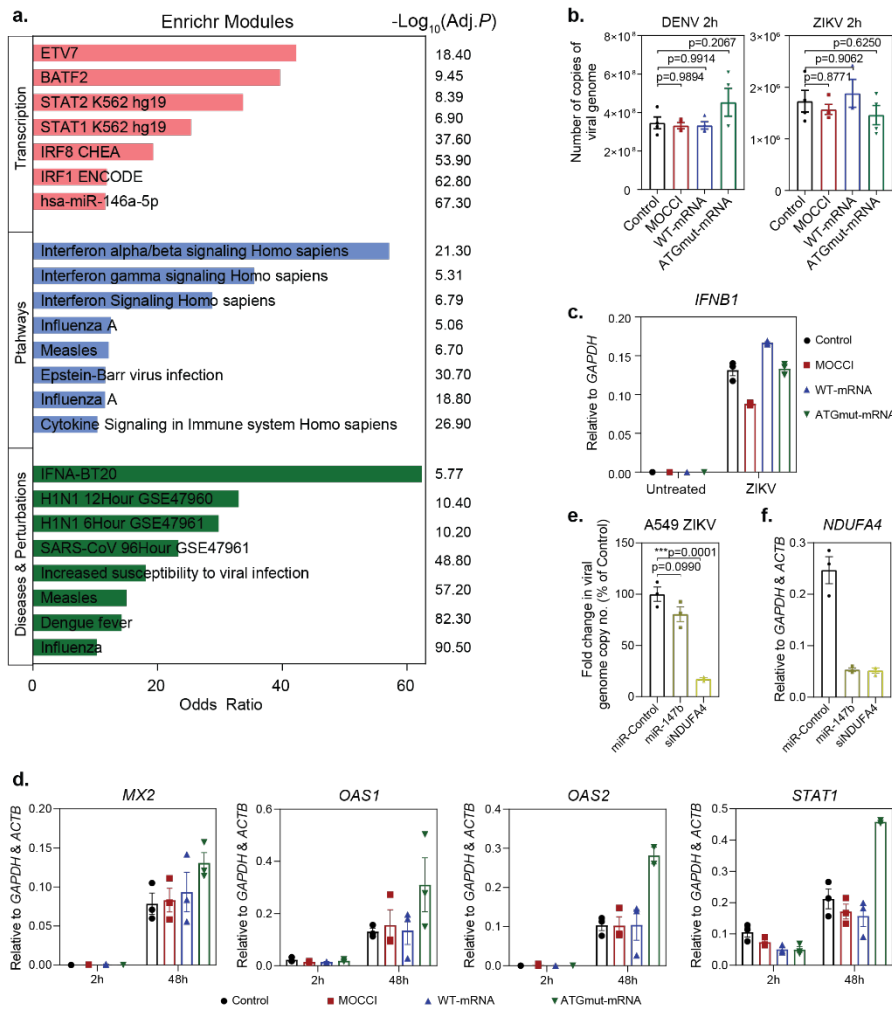 a.
Enrichr Modules
-Log10(Adj.P)
Transcription
ETV7
18.40
BATF2
9.45
STAT2 K562 hg19
8.39
STAT1 K562 hg19
6.90
IRF8 CHEA
37.60
IRF1 ENCODE
53.90
hsa-miR-146a-5p
62.80
67.30
Ptahways
Interferon alpha/beta signaling Homo sapiens
21.30
Interferon gamma signaling Homo sapiens
5.31
Interferon Signaling Homo sapiens
6.79
Influenza A
5.06
Measles
6.70
Epstein-Barr virus infection
30.70
Influenza A
18.80
Cytokine Signaling in Immune system Homo sapiens
26.90
Diseases & Perturbations
IFNA-BT20
5.77
H1N1 12Hour GSE47960
10.40
H1N1 6Hour GSE47961
10.20
SARS-CoV 96Hour GSE47961
48.80
Increased susceptibility to viral infection
57.20
Measles
82.30
Dengue fever
90.50
Influenza
0 20 40 60
Odds Ratio
b.
DENV 2h
Number of copies of
viral genome
8×10⁸
6×10⁸
4×10⁸
2×10⁸
0
p=0.2067
p=0.9914
p=0.9894
Control
MOCCI
WT-mRNA
ATGmut-mRNA
ZIKV 2h
3×10⁶
2×10⁶
1×10⁶
0
p=0.6250
p=0.9062
p=0.8771
Control
MOCCI
WT-mRNA
ATGmut-mRNA
c.
IFNB1
Relative to GAPDH
0.20
0.15
0.10
0.05
0.00
Untreated
ZIKV
Control
MOCCI
WT-mRNA
ATGmut-mRNA
e.
A549 ZIKV
Fold change in viral
genome copy no. (% of Control)
150
100
50
0
***p=0.0001
p=0.0990
miR-Control
miR-147b
siNDUFA4
f.
NDUFA4
Relative to GAPDH & ACTB
0.3
0.2
0.1
0.0
miR-Control
miR-147b
siNDUFA4
d.
MX2
Relative to GAPDH & ACTB
0.20
0.15
0.10
0.05
0.00
2h
48h
OAS1
Relative to GAPDH & ACTB
0.6
0.4
0.2
0.0
2h
48h
OAS2
Relative to GAPDH & ACTB
0.4
0.3
0.2
0.1
0.0
2h
48h
STAT1
Relative to GAPDH & ACTB
0.5
0.4
0.3
0.2
0.1
0.0
2h
48h
Control
MOCCI
WT-mRNA
ATGmut-mRNA